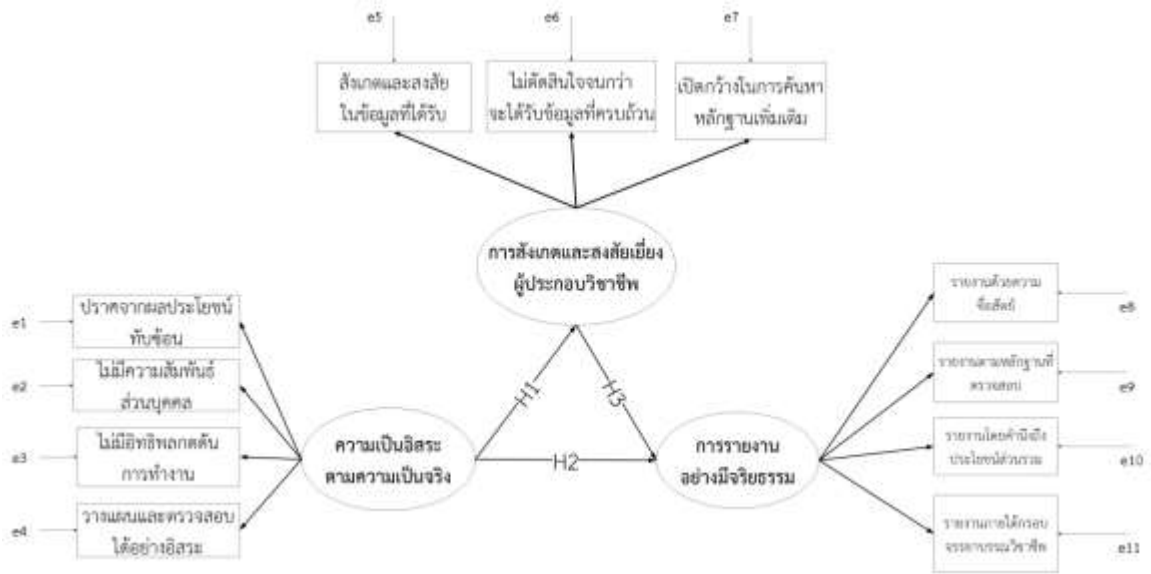 e5
e6
e7
สังเกตและสงสัย
ในข้อมูลที่ได้รับ
ไม่ตัดสินใจจนกว่า
จะได้รับข้อมูลที่ครบถ้วน
เปิดกว้างในการค้นหา
หลักฐานเพิ่มเติม
การสังเกตและสงสัยเยี่ยง
ผู้ประกอบวิชาชีพ
e1
ปราศจากผลประโยชน์
ทับซ้อน
e2
ไม่มีความสัมพันธ์
ส่วนบุคคล
e3
ไม่มีอิทธิพลกดดัน
การทำงาน
e4
วางแผนและตรวจสอบ
ได้อย่างอิสระ
ความเป็นอิสระ
ตามความเป็นจริง
H1
H2
H3
การรายงาน
อย่างมีจริยธรรม
รายงานด้วยความ
ซื่อสัตย์
e8
รายงานตามหลักฐานที่
ตรวจสอบ
e9
รายงานโดยคำนึงถึง
ประโยชน์ส่วนรวม
e10
รายงานภายใต้กรอบ
จรรยาบรรณวิชาชีพ
e11